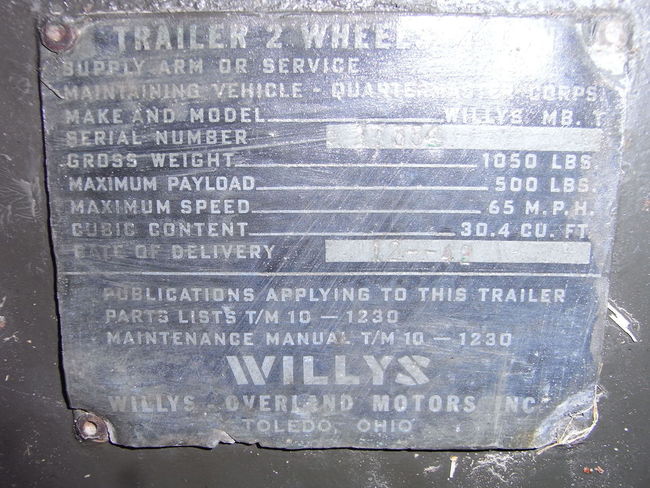 TRAILER 2 WHEEL
SUPPLY ARM OR SERVICE
MAINTAINING VEHICLE - QUARTERMASTER CORPS
MAKE AND MODEL WILLYS MB. T
SERIAL NUMBER
GROSS WEIGHT 1050 LBS.
MAXIMUM PAYLOAD 500 LBS.
MAXIMUM SPEED 65 M.P.H.
CUBIC CONTENT 30.4 CU. FT.
DATE OF DELIVERY
PUBLICATIONS APPLYING TO THIS TRAILER
PARTS LISTS T/M 10 — 1230
MAINTENANCE MANUAL T/M 10 — 1230
WILLYS
WILLYS OVERLAND MOTORS INC
TOLEDO, OHIO